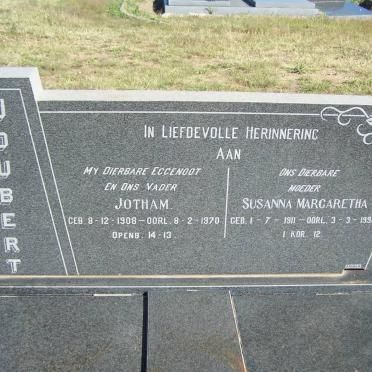 JOUBERT
IN LIEFDEVOLLE HERINNERING
AAN
MY DIERBARE EGGENOOT
EN ONS VADER
JOTHAM
GEB. 8-12-1908 - OORL. 8-2-1970
OPENB. 14-13.
ONS DIERBARE
MOEDER
SUSANNA MARGARETHA
GEB. 1-7-1911 - OORL. 3-3-
1 KOR. 12.